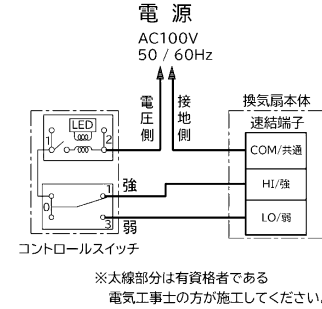 電 源
AC100V
50 / 60Hz
電圧側
接地側
換気扇本体
速結端子
LED
1
2
COM/共通
HI/強
LO/弱
0
1
強
3
弱
コントロールスイッチ
※太線部分は有資格者である
電気工事士の方が施工してください。